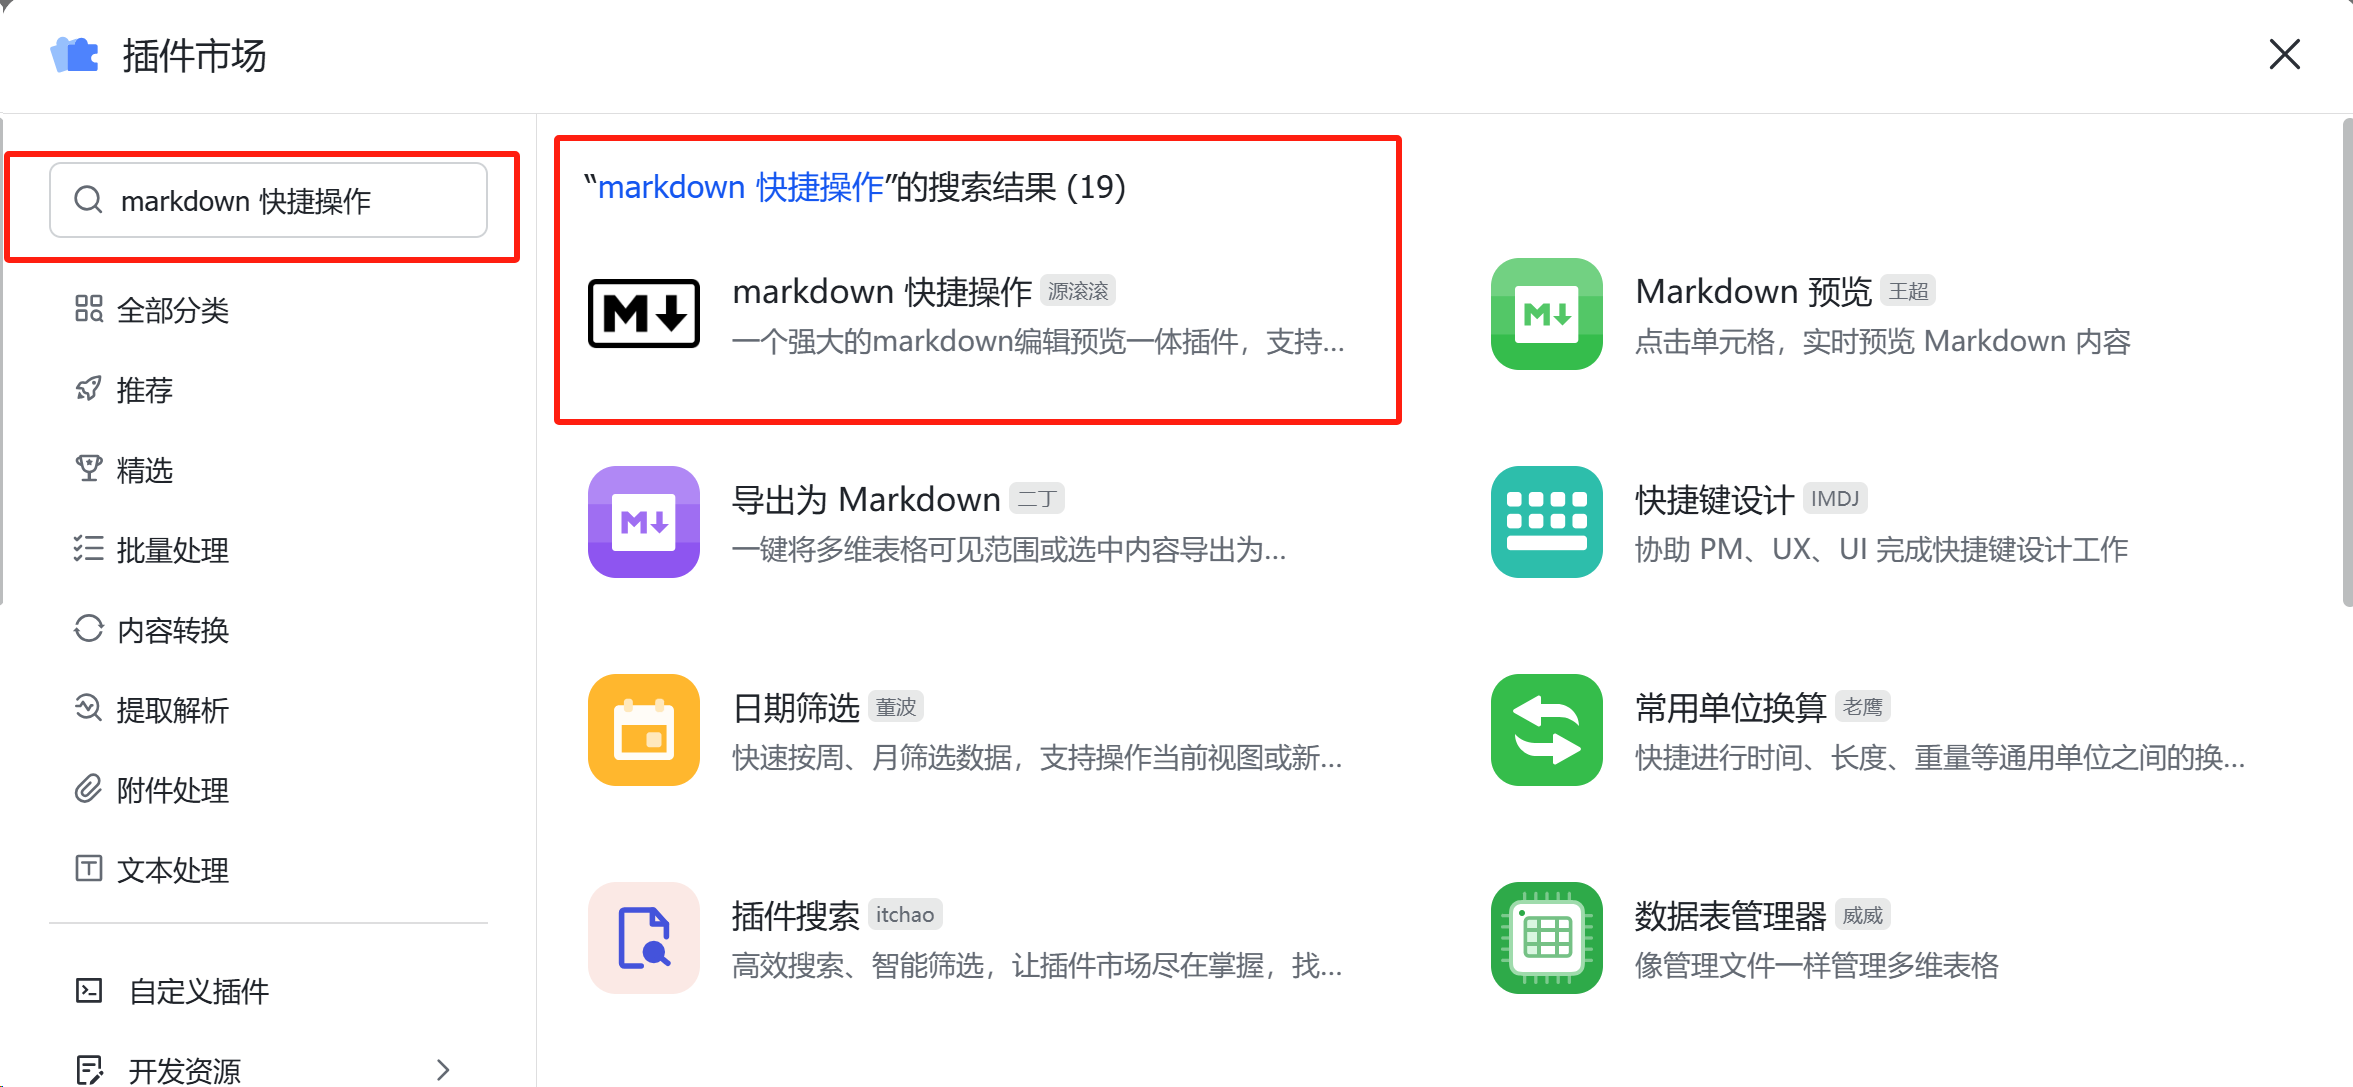 插件市场
markdown 快捷操作
全部分类
推荐
精选
批量处理
内容转换
提取解析
附件处理
文本处理
自定义插件
开发资源
“markdown 快捷操作”的搜索结果 (19)
markdown 快捷操作 源滚滚
一个强大的markdown编辑预览一体插件，支持...
Markdown 预览 王超
点击单元格，实时预览 Markdown 内容
导出为 Markdown 二丁
一键将多维表格可见范围或选中内容导出为...
快捷键设计 IMDJ
协助 PM、UX、UI 完成快捷键设计工作
日期筛选 董波
快速按周、月筛选数据，支持操作当前视图或新...
常用单位换算 老鹰
快捷进行时间、长度、重量等通用单位之间的换...
插件搜索 itchao
高效搜索、智能筛选，让插件市场尽在掌握，找...
数据表管理器 威威
像管理文件一样管理多维表格